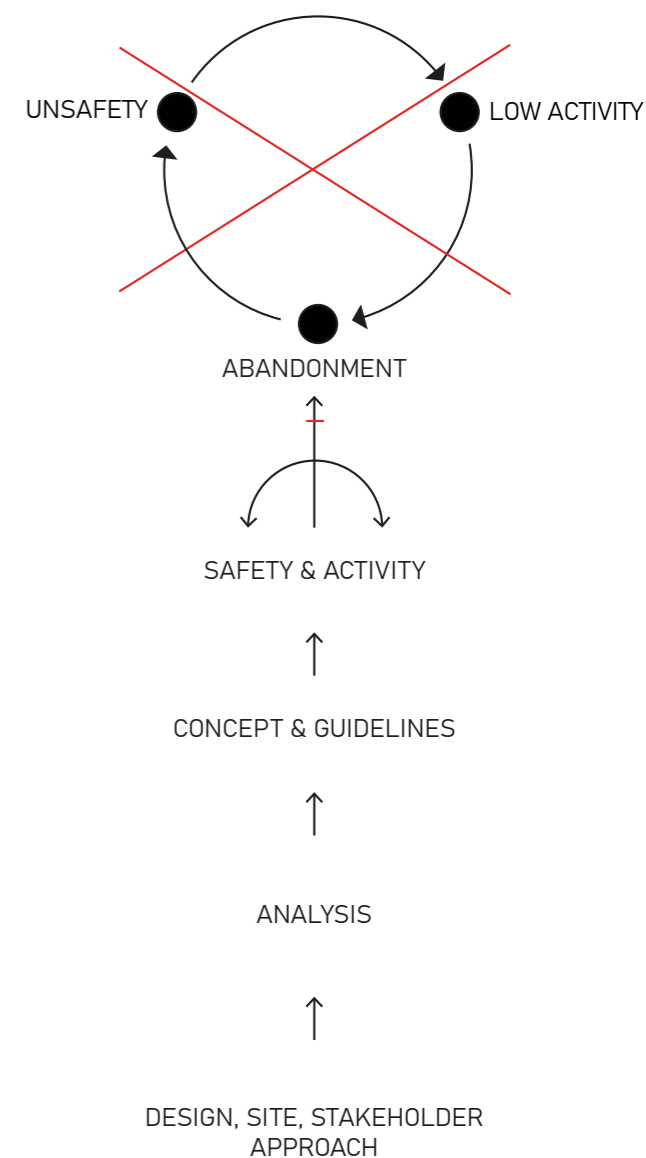 UNSAFETY
LOW ACTIVITY
ABANDONMENT
SAFETY & ACTIVITY
CONCEPT & GUIDELINES
ANALYSIS
DESIGN, SITE, STAKEHOLDER
APPROACH